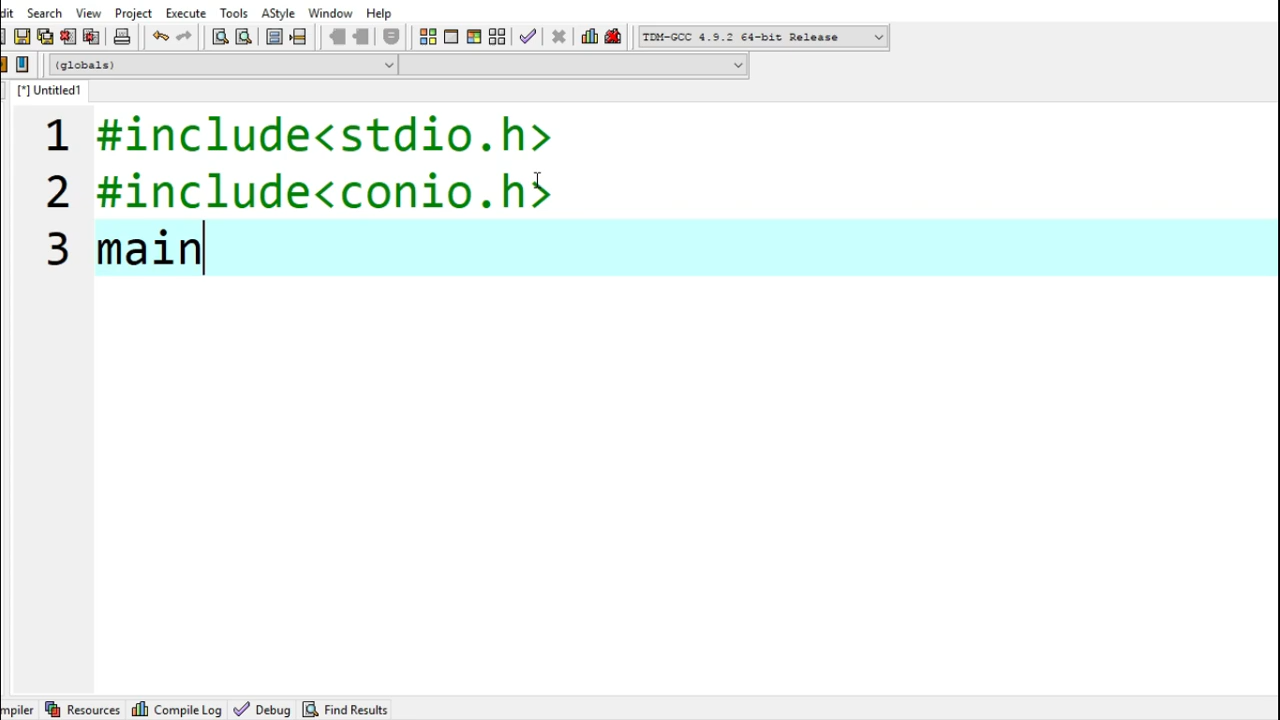 dit Search View Project Execute Tools AStyle Window Help
TDM-GCC 4.9.2 64-bit Release
(globals)
[*] Untitled1
1 #include<stdio.h>
2 #include<conio.h>
3 main
mpiler Resources Compile Log Debug Find Results